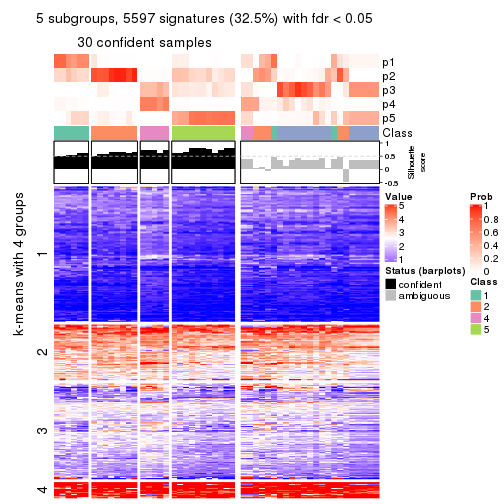 5 subgroups, 5597 signatures (32.5%) with fdr < 0.05
30 confident samples
p1
p2
p3
p4
p5
Class
1
0.5
0
-0.5
Silhouette
score
k-means with 4 groups
1
2
3
4
Value
5
4
3
2
1
Status (barplots)
confident
ambiguous
Prob
1
0.8
0.6
0.4
0.2
0
Class
1
2
4
5